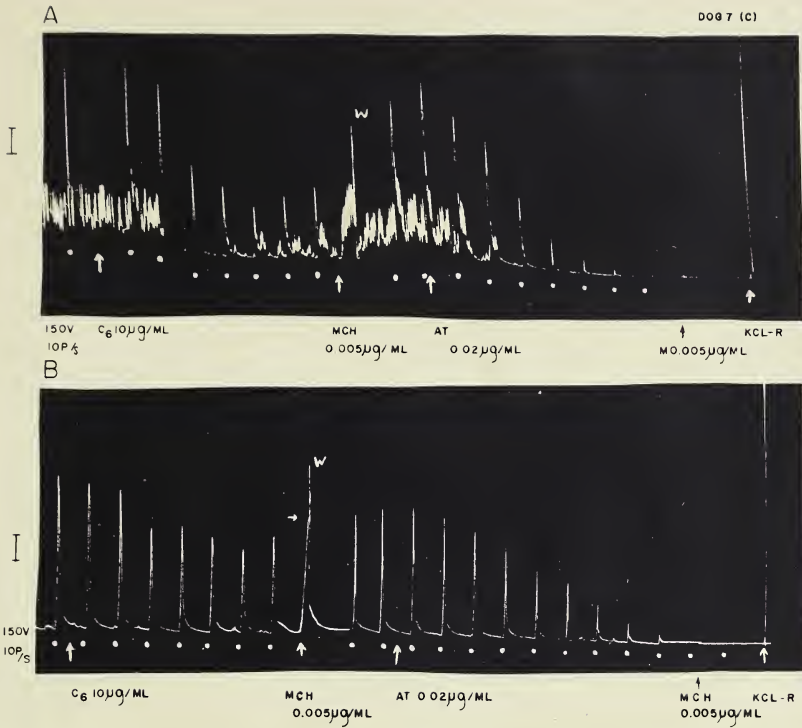 A
DOG 7 (C)
W
150V C6 10µg/ML MCH AT M0.005µg/ML KCL-R
10P/s 0.005µg/ML 0.02µg/ML
B
W
150V
10P/S
C6 10µg/ML MCH AT 0.02µg/ML MCH KCL-R
0.005µg/ML 0.005µg/ML